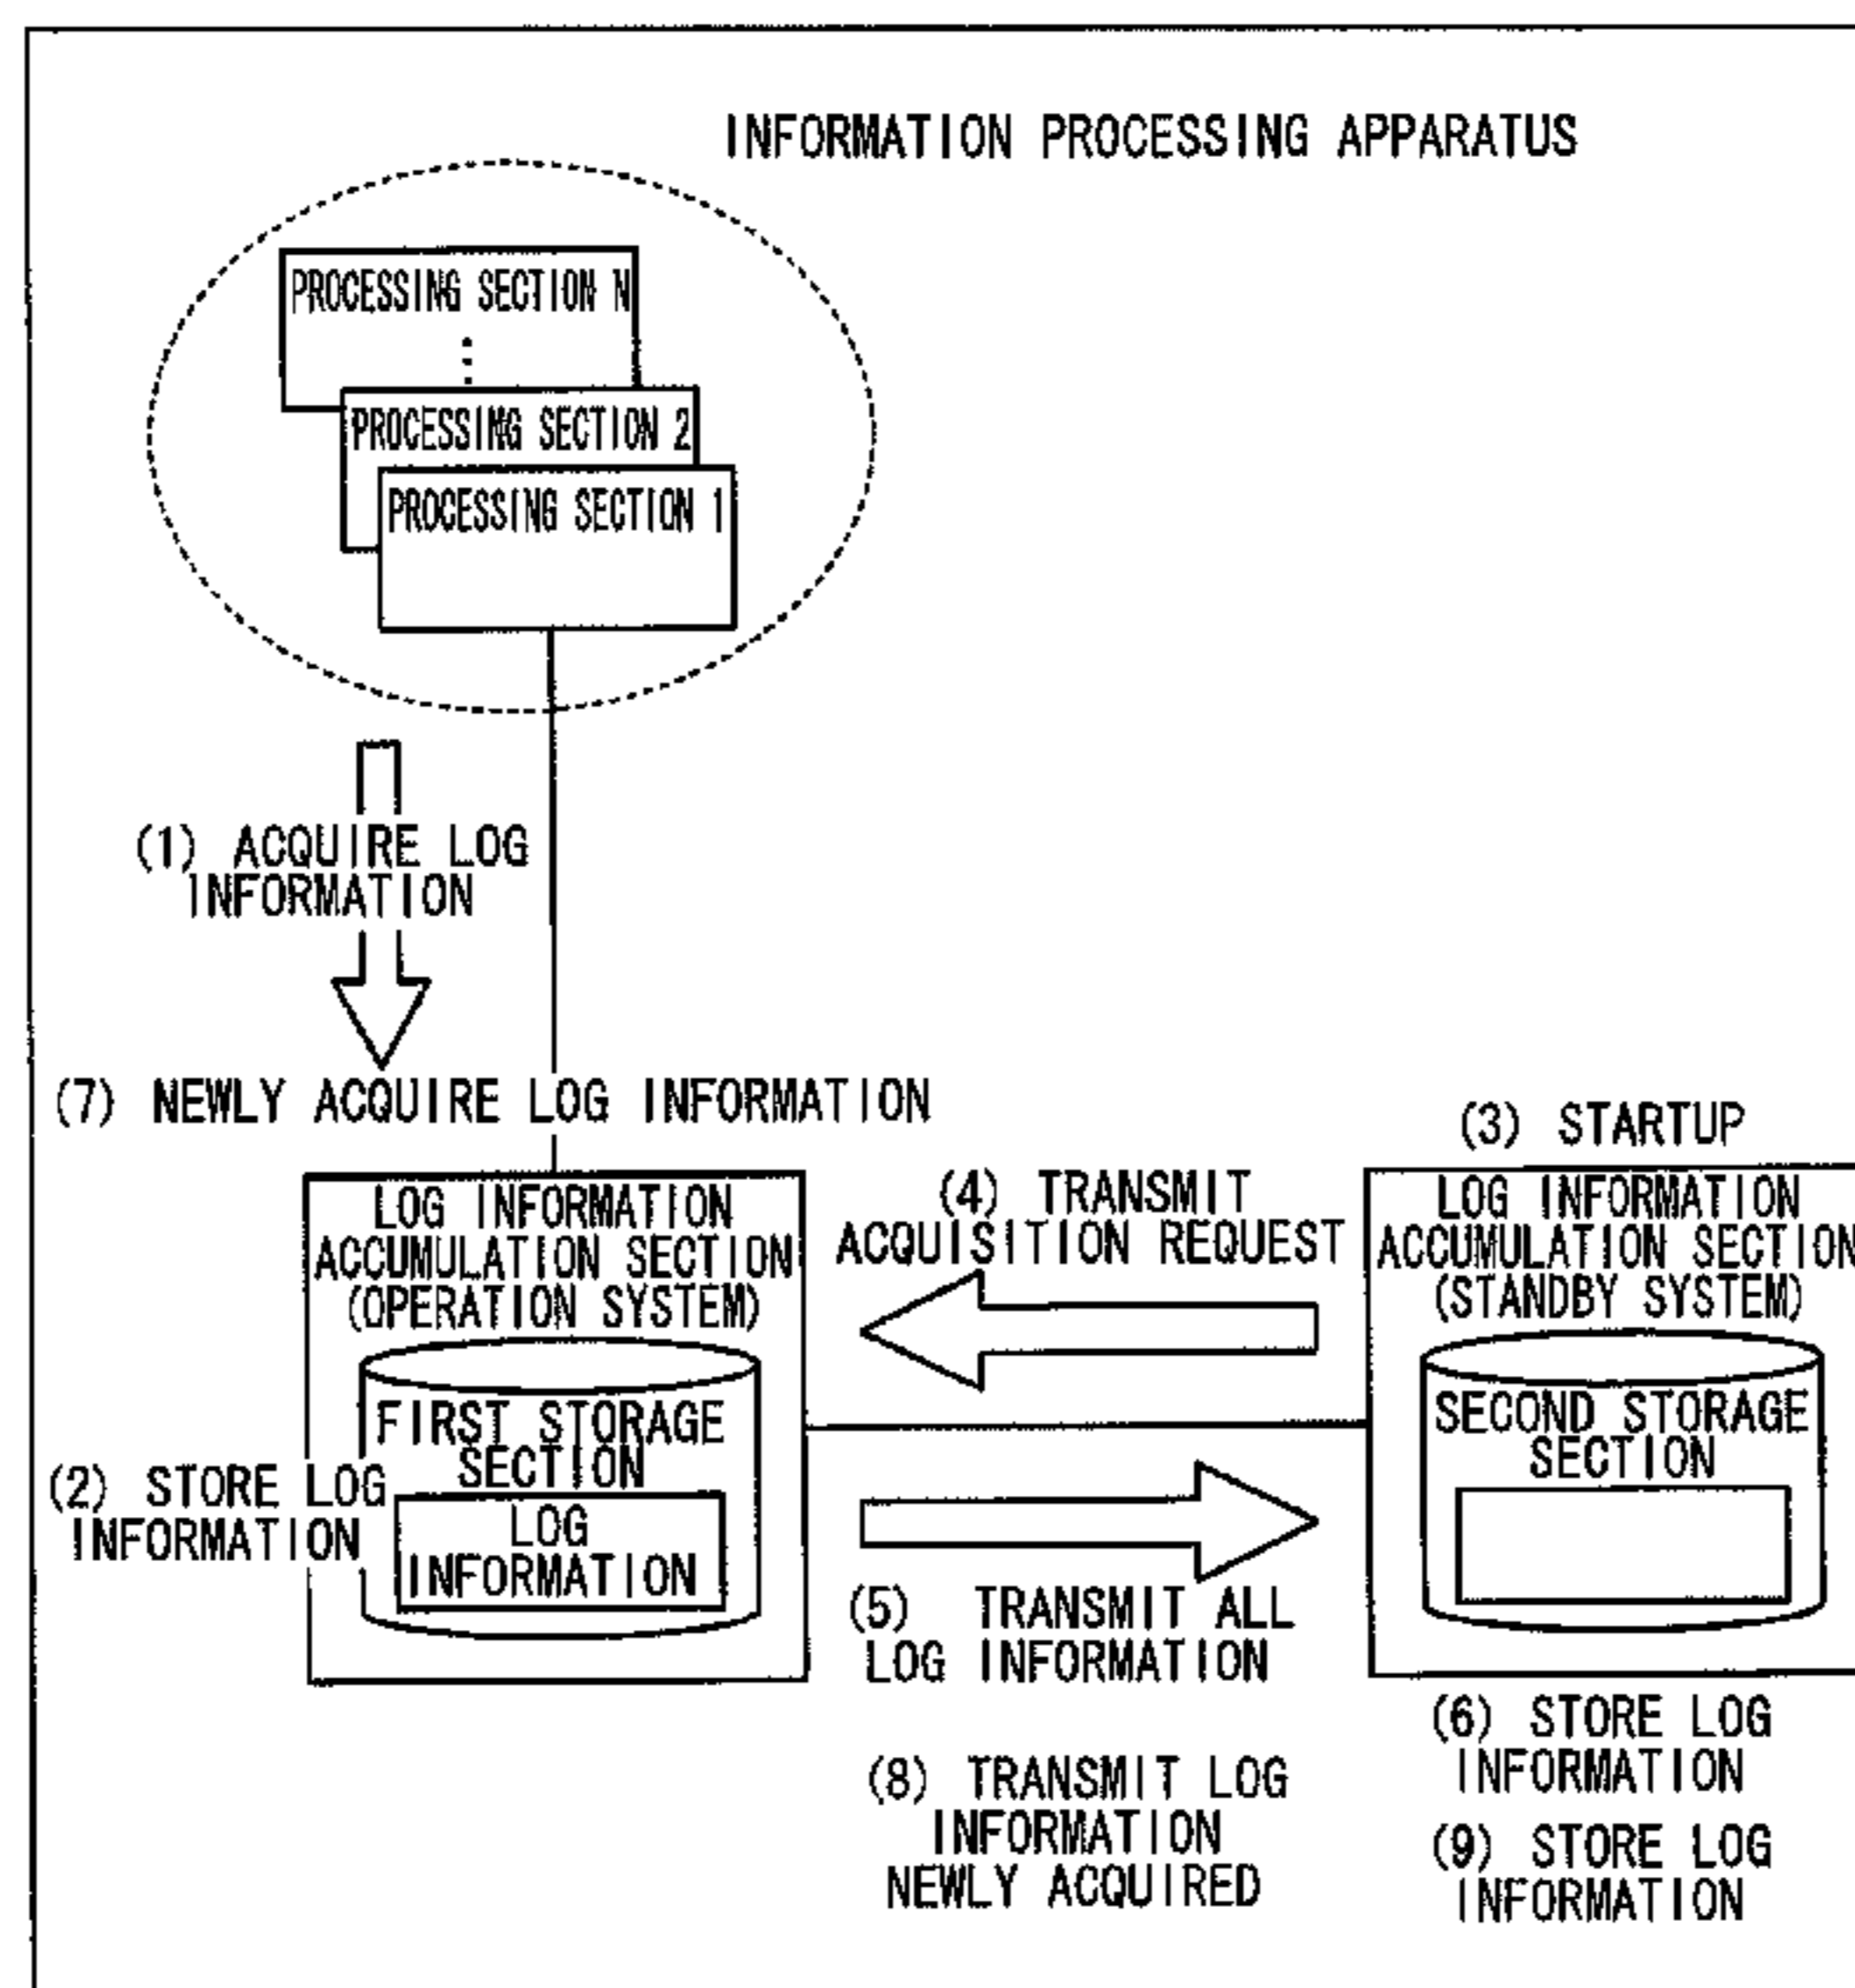 INFORMATION PROCESSING APPARATUS
PROCESSING SECTION N
PROCESSING SECTION 2
PROCESSING SECTION 1
(1) ACQUIRE LOG
INFORMATION
(7) NEWLY ACQUIRE LOG INFORMATION
LOG INFORMATION
ACCUMULATION SECTION
(OPERATION SYSTEM)
FIRST STORAGE
SECTION
LOG
INFORMATION
(2) STORE LOG
INFORMATION
(4) TRANSMIT
ACQUISITION REQUEST
(5) TRANSMIT ALL
LOG INFORMATION
(8) TRANSMIT LOG
INFORMATION
NEWLY ACQUIRED
(3) STARTUP
LOG INFORMATION
ACCUMULATION SECTION
(STANDBY SYSTEM)
SECOND STORAGE
SECTION
(6) STORE LOG
INFORMATION
(9) STORE LOG
INFORMATION